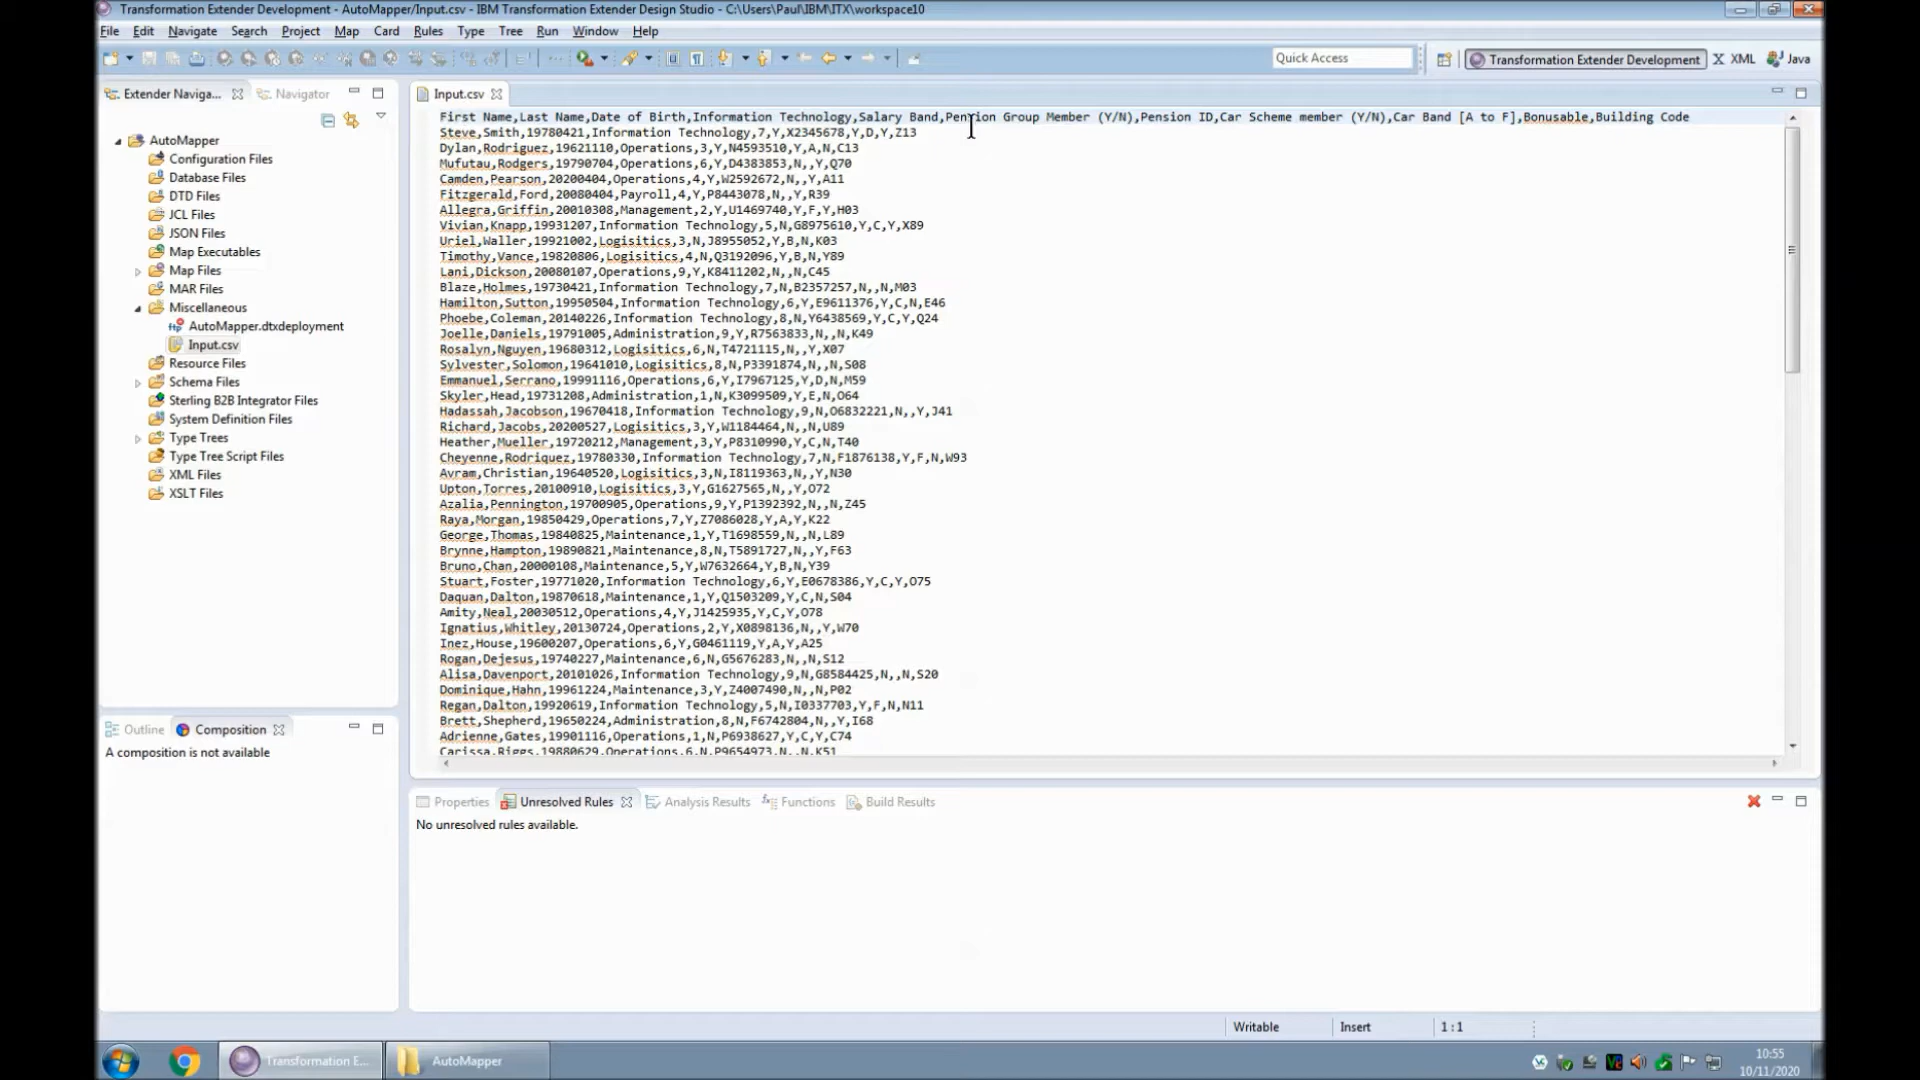 Transformation Extender Development - AutoMapper/Input.csv - IBM Transformation Extender Design Studio - C:\Users\Paul\IBM\ITX\workspace10
File Edit Navigate Search Project Map Card Rules Type Tree Run Window Help
Quick Access
Transformation Extender Development
XML
Java
Extender Naviga...
Navigator
AutoMapper
Configuration Files
Database Files
DTD Files
JCL Files
JSON Files
Map Executables
Map Files
MAR Files
Miscellaneous
AutoMapper.dtxdeployment
Input.csv
Resource Files
Schema Files
Sterling B2B Integrator Files
System Definition Files
Type Trees
Type Tree Script Files
XML Files
XSLT Files
Outline
Composition
A composition is not available
Input.csv
First Name,Last Name,Date of Birth,Information Technology,Salary Band,Pension Group Member (Y/N),Pension ID,Car Scheme member (Y/N),Car Band [A to F],Bonusable,Building Code
Steve,Smith,19780421,Information Technology,7,Y,X2345678,Y,D,Y,Z13
Dylan,Rodriguez,19621110,Operations,3,Y,N4593510,Y,A,N,C13
Mufutau,Rodgers,19790704,Operations,6,Y,D4383853,N,,Y,Q70
Camden,Pearson,20200404,Operations,4,Y,W2592672,N,,Y,A11
Fitzgerald,Ford,20080404,Payroll,4,Y,P8443078,N,,Y,R39
Allegra,Griffin,20010308,Management,2,Y,U1469740,Y,F,Y,H03
Vivian,Knapp,19931207,Information Technology,5,N,G8975610,Y,C,Y,X89
Uriel,Waller,19921002,Logisitics,3,N,J8955052,Y,B,N,K03
Timothy,Vance,19820806,Logisitics,4,N,Q3192096,Y,B,N,Y89
Lani,Dickson,20080107,Operations,9,Y,K8411202,N,,N,C45
Blaze,Holmes,19730421,Information Technology,7,N,B2357257,N,,N,M03
Hamilton,Sutton,19950504,Information Technology,6,Y,E9611376,Y,C,N,E46
Phoebe,Coleman,20140226,Information Technology,8,N,Y6438569,Y,C,Y,Q24
Joelle,Daniels,19791005,Administration,9,Y,R7563833,N,,N,K49
Rosalyn,Nguyen,19680312,Logisitics,6,N,T4721115,N,,Y,X07
Sylvester,Solomon,19641010,Logisitics,8,N,P3391874,N,,N,S08
Emmanuel,Serrano,19991116,Operations,6,Y,I7967125,Y,D,N,M59
Skyler,Head,19731208,Administration,1,N,K3099509,Y,E,N,O64
Hadassah,Jacobson,19670418,Information Technology,9,N,O6832221,N,,Y,J41
Richard,Jacobs,20200527,Logisitics,3,Y,W1184464,N,,N,U89
Heather,Mueller,19720212,Management,3,Y,P8310990,Y,C,N,T40
Cheyenne,Rodriquez,19780330,Information Technology,7,N,F1876138,Y,F,N,W93
Avram,Christian,19640520,Logisitics,3,N,I8119363,N,,Y,N30
Upton,Torres,20100910,Logisitics,3,Y,G1627565,N,,Y,O72
Azalia,Pennington,19700905,Operations,9,Y,P1392392,N,,N,Z45
Raya,Morgan,19850429,Operations,7,Y,Z7086028,Y,A,Y,K22
George,Thomas,19840825,Maintenance,1,Y,T1698559,N,,N,L89
Brynne,Hampton,19890821,Maintenance,8,N,T5891727,N,,Y,F63
Bruno,Chan,20000108,Maintenance,5,Y,W7632664,Y,B,N,Y39
Stuart,Foster,19771020,Information Technology,6,Y,E0678386,Y,C,Y,O75
Daquan,Dalton,19870618,Maintenance,1,Y,Q1503209,Y,C,N,S04
Amity,Neal,20030512,Operations,4,Y,J1425935,Y,C,Y,O78
Ignatius,Whitley,20130724,Operations,2,Y,X0898136,N,,Y,W70
Inez,House,19600207,Operations,6,Y,G0461119,Y,A,Y,A25
Rogan,Dejesus,19740227,Maintenance,6,N,G5676283,N,,N,S12
Alisa,Davenport,20101026,Information Technology,9,N,G8584425,N,,N,S20
Dominique,Hahn,19961224,Maintenance,3,Y,Z4007490,N,,N,P02
Regan,Dalton,19920619,Information Technology,5,N,I0337703,Y,F,N,N11
Brett,Shepherd,19650224,Administration,8,N,F6742804,N,,Y,I68
Adrienne,Gates,19901116,Operations,1,N,P6938627,Y,C,Y,C74
Carissa,Riggs,19880629,Operations,6,N,P9654973,N,,N,K51
Properties
Unresolved Rules
Analysis Results
Functions
Build Results
No unresolved rules available.
Writable
Insert
1:1
Transformation E...
AutoMapper
10:55
10/11/2020